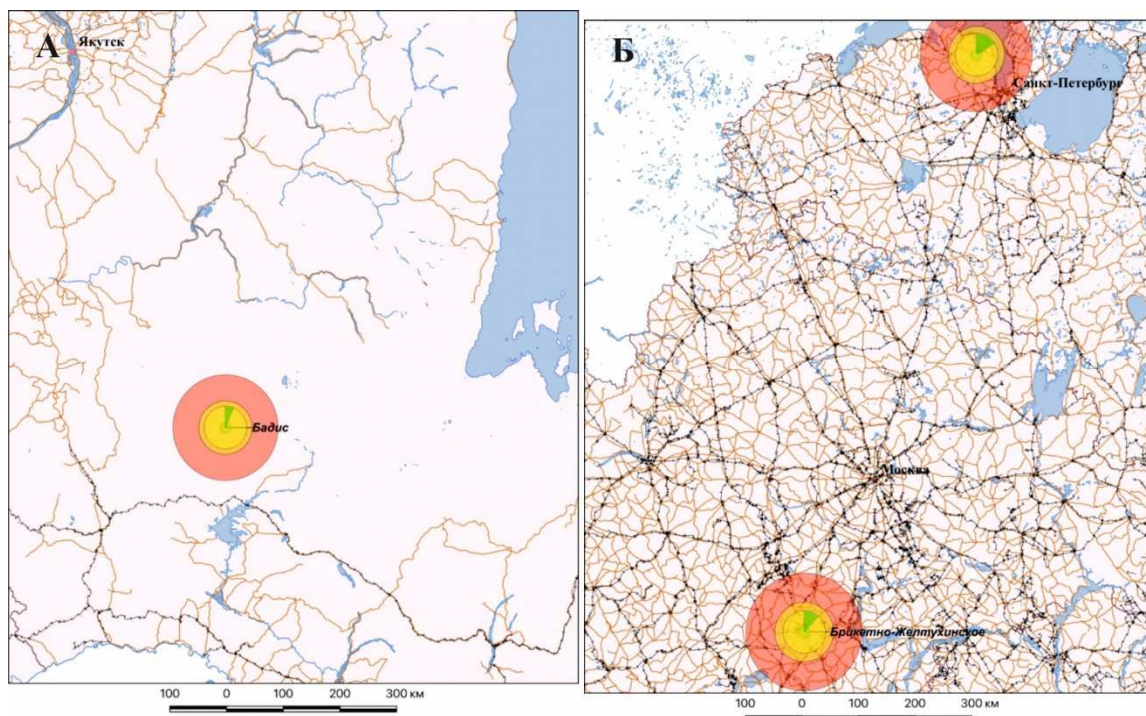 А
Якутск
Бадис
100 0 100 200 300 км
Б
Санкт-Петербург
Москва
Брикетно-Желтухинское
100 0 100 200 300 км